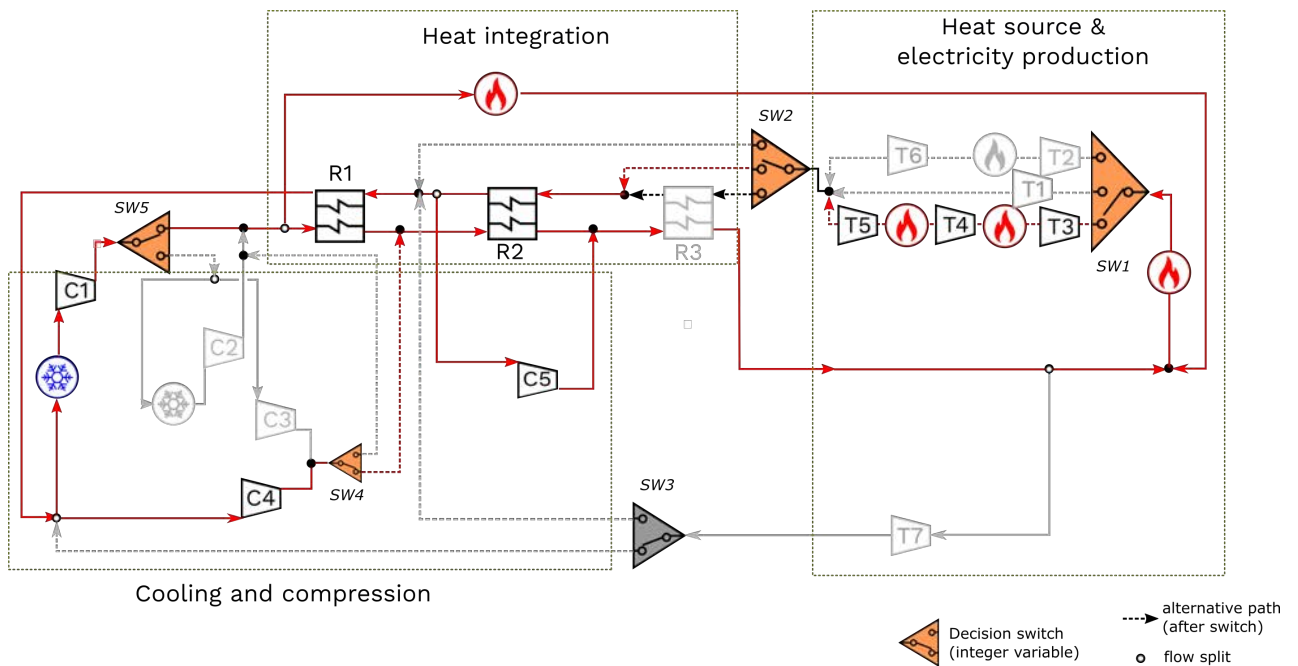 Heat integration
Heat source &
electricity production
SW2
T6
T2
T1
R1
SW5
T5
T4
T3
R2
R3
SW1
C1
C2
C5
C3
SW4
C4
SW3
T7
Cooling and compression
alternative path
(after switch)
Decision switch
(integer variable)
flow split